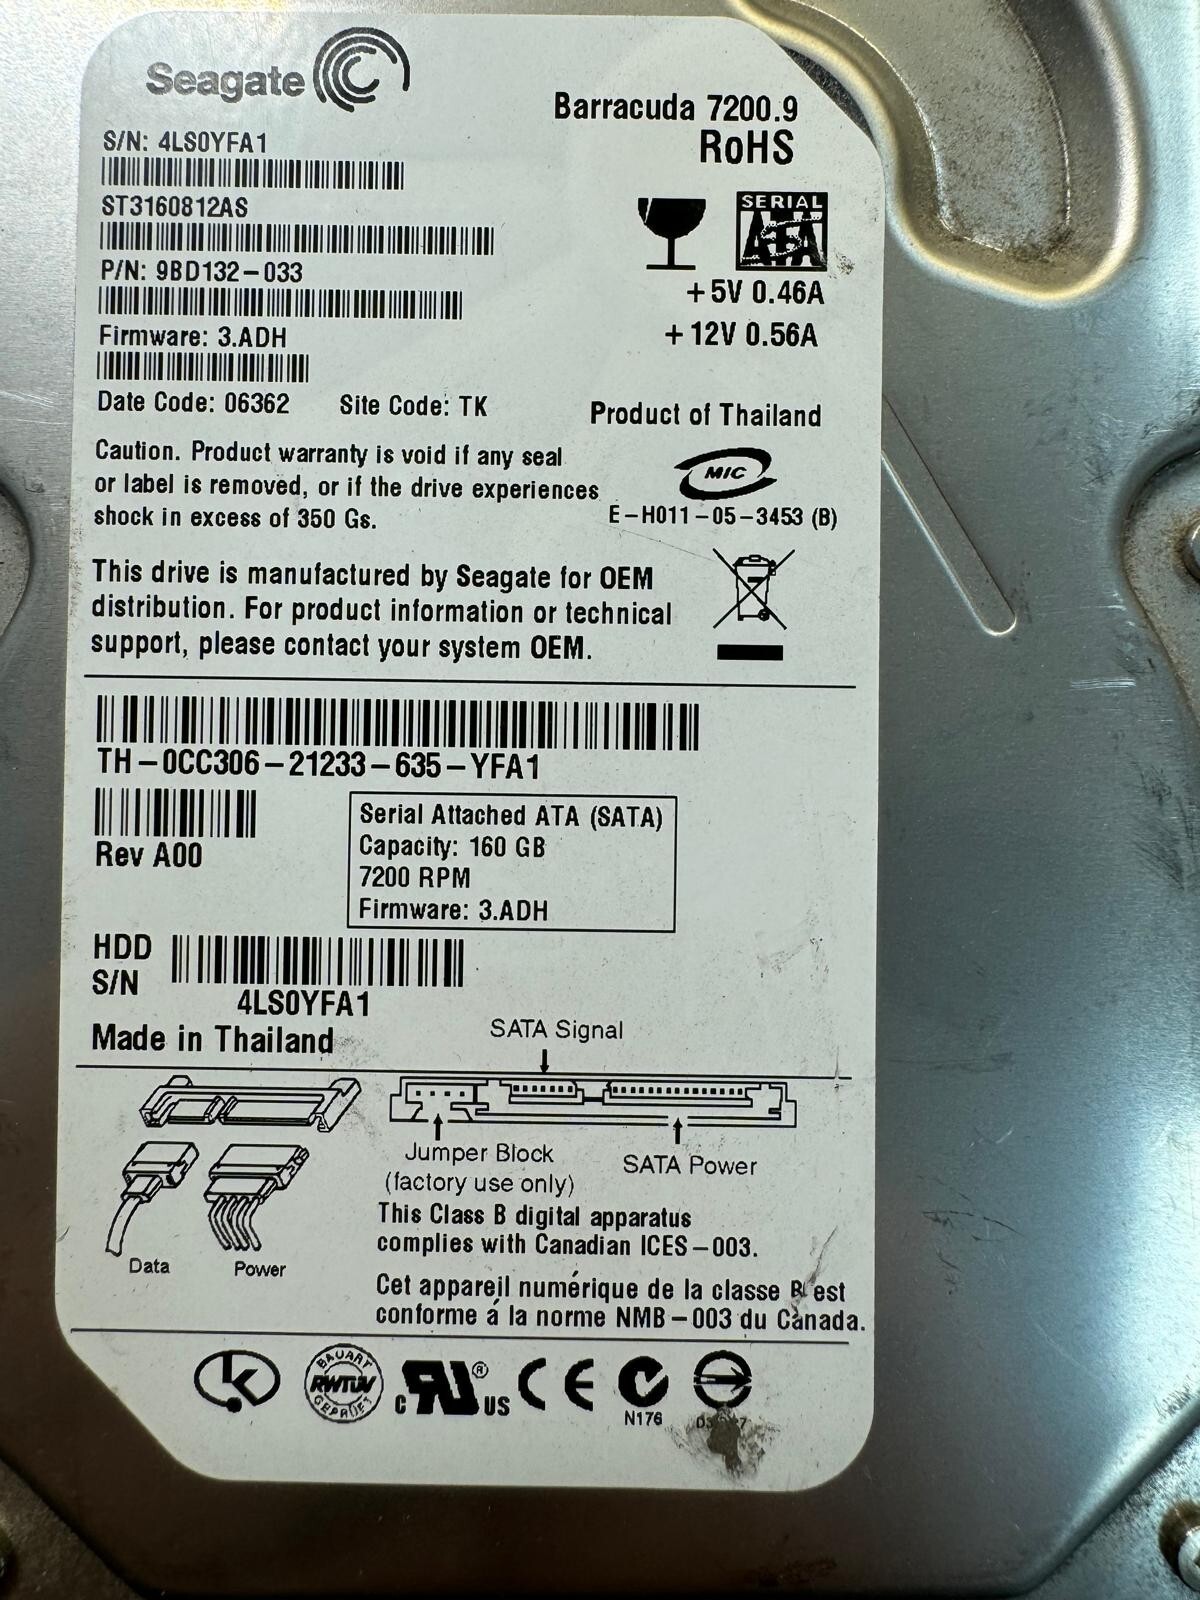 Seagate
Barracuda 7200.9
RoHS
S/N: 4LS0YFA1
ST3160812AS
SERIAL
ATA
P/N: 9BD132-033
+5V 0.46A
Firmware: 3.ADH
+12V 0.56A
Date Code: 06362 Site Code: TK
Product of Thailand
Caution. Product warranty is void if any seal
or label is removed, or if the drive experiences
shock in excess of 350 Gs.
MIC
E-H011-05-3453 (B)
This drive is manufactured by Seagate for OEM
distribution. For product information or technical
support, please contact your system OEM.
TH-0CC306-21233-635-YFA1
Rev A00
Serial Attached ATA (SATA)
Capacity: 160 GB
7200 RPM
Firmware: 3.ADH
HDD
S/N
4LS0YFA1
Made in Thailand
SATA Signal
Jumper Block
(factory use only)
SATA Power
Data
Power
This Class B digital apparatus
complies with Canadian ICES-003.
Cet appareil numérique de la classe B est
conforme á la norme NMB-003 du Canada.
BAUART
RWTÜV
GEPRÜFT
C
US
®
CE
N176